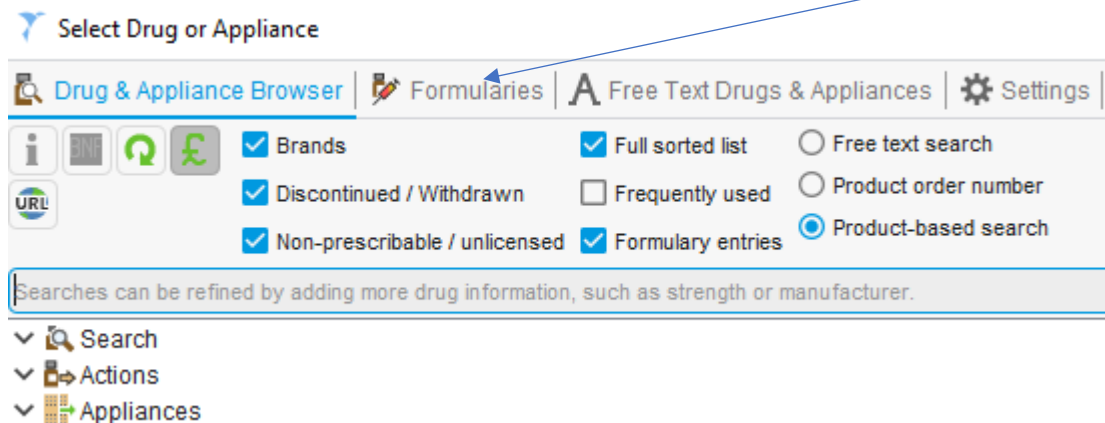 Select Drug or Appliance
Drug & Appliance Browser Formularies A Free Text Drugs & Appliances Settings
i BNF £ Brands Full sorted list Free text search
URL Discontinued / Withdrawn Frequently used Product order number
Non-prescribable / unlicensed Formulary entries Product-based search
Searches can be refined by adding more drug information, such as strength or manufacturer.
Search
Actions
Appliances